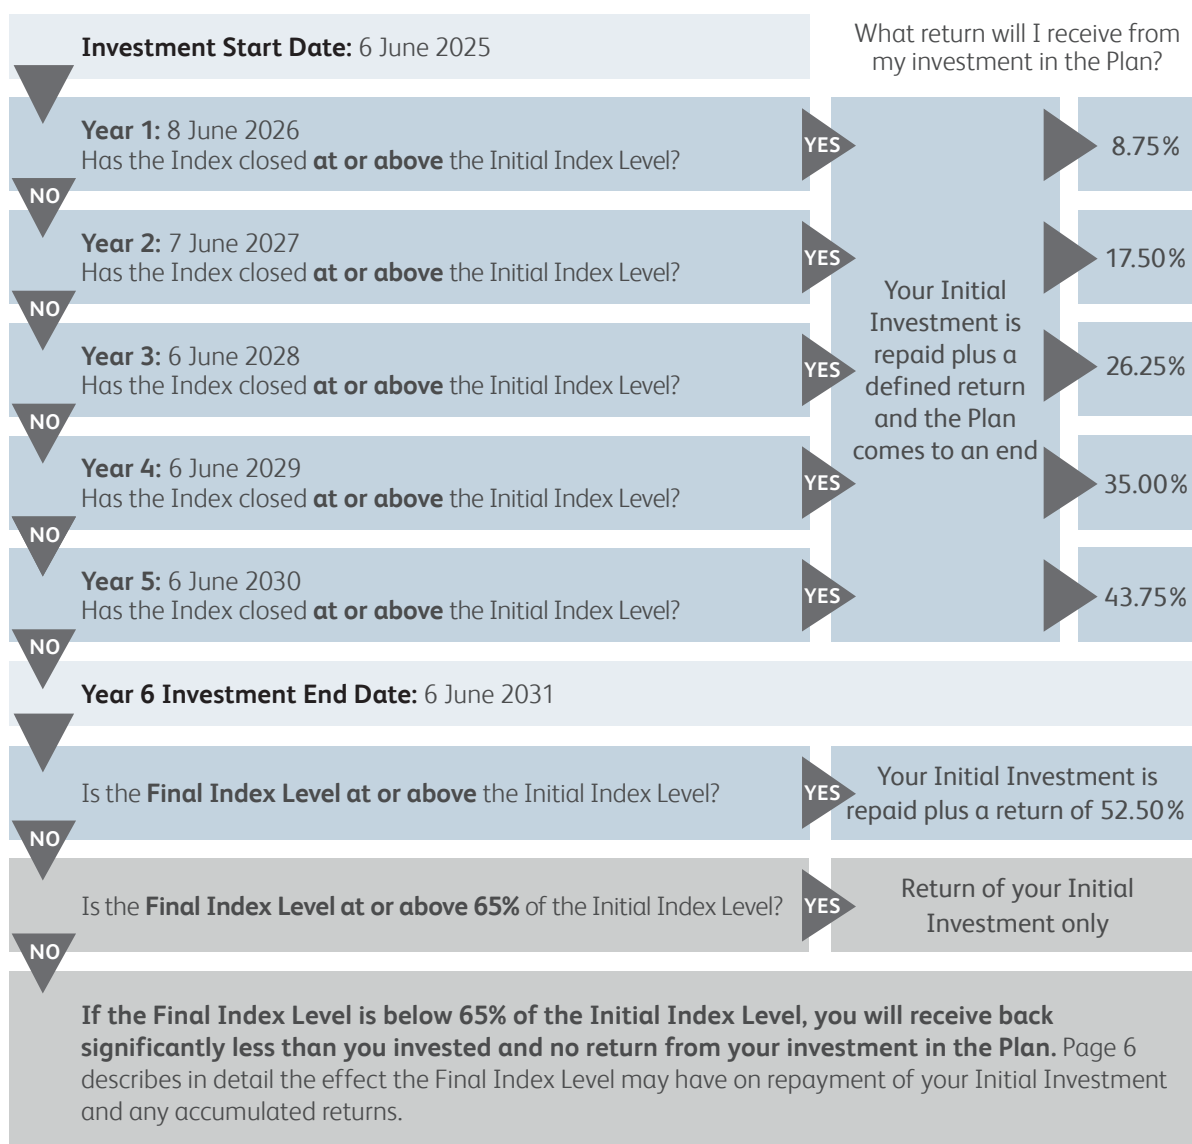 Investment Start Date: 6 June 2025
What return will I receive from
my investment in the Plan?
Year 1: 8 June 2026
Has the Index closed at or above the Initial Index Level?
YES
8.75%
NO
Year 2: 7 June 2027
Has the Index closed at or above the Initial Index Level?
YES
17.50%
NO
Year 3: 6 June 2028
Has the Index closed at or above the Initial Index Level?
YES
26.25%
NO
Year 4: 6 June 2029
Has the Index closed at or above the Initial Index Level?
YES
35.00%
NO
Year 5: 6 June 2030
Has the Index closed at or above the Initial Index Level?
YES
43.75%
Your Initial
Investment is
repaid plus a
defined return
and the Plan
comes to an end
NO
Year 6 Investment End Date: 6 June 2031
Is the Final Index Level at or above the Initial Index Level?
YES
Your Initial Investment is
repaid plus a return of 52.50%
NO
Is the Final Index Level at or above 65% of the Initial Index Level?
YES
Return of your Initial
Investment only
NO
If the Final Index Level is below 65% of the Initial Index Level, you will receive back
significantly less than you invested and no return from your investment in the Plan. Page 6
describes in detail the effect the Final Index Level may have on repayment of your Initial Investment
and any accumulated returns.